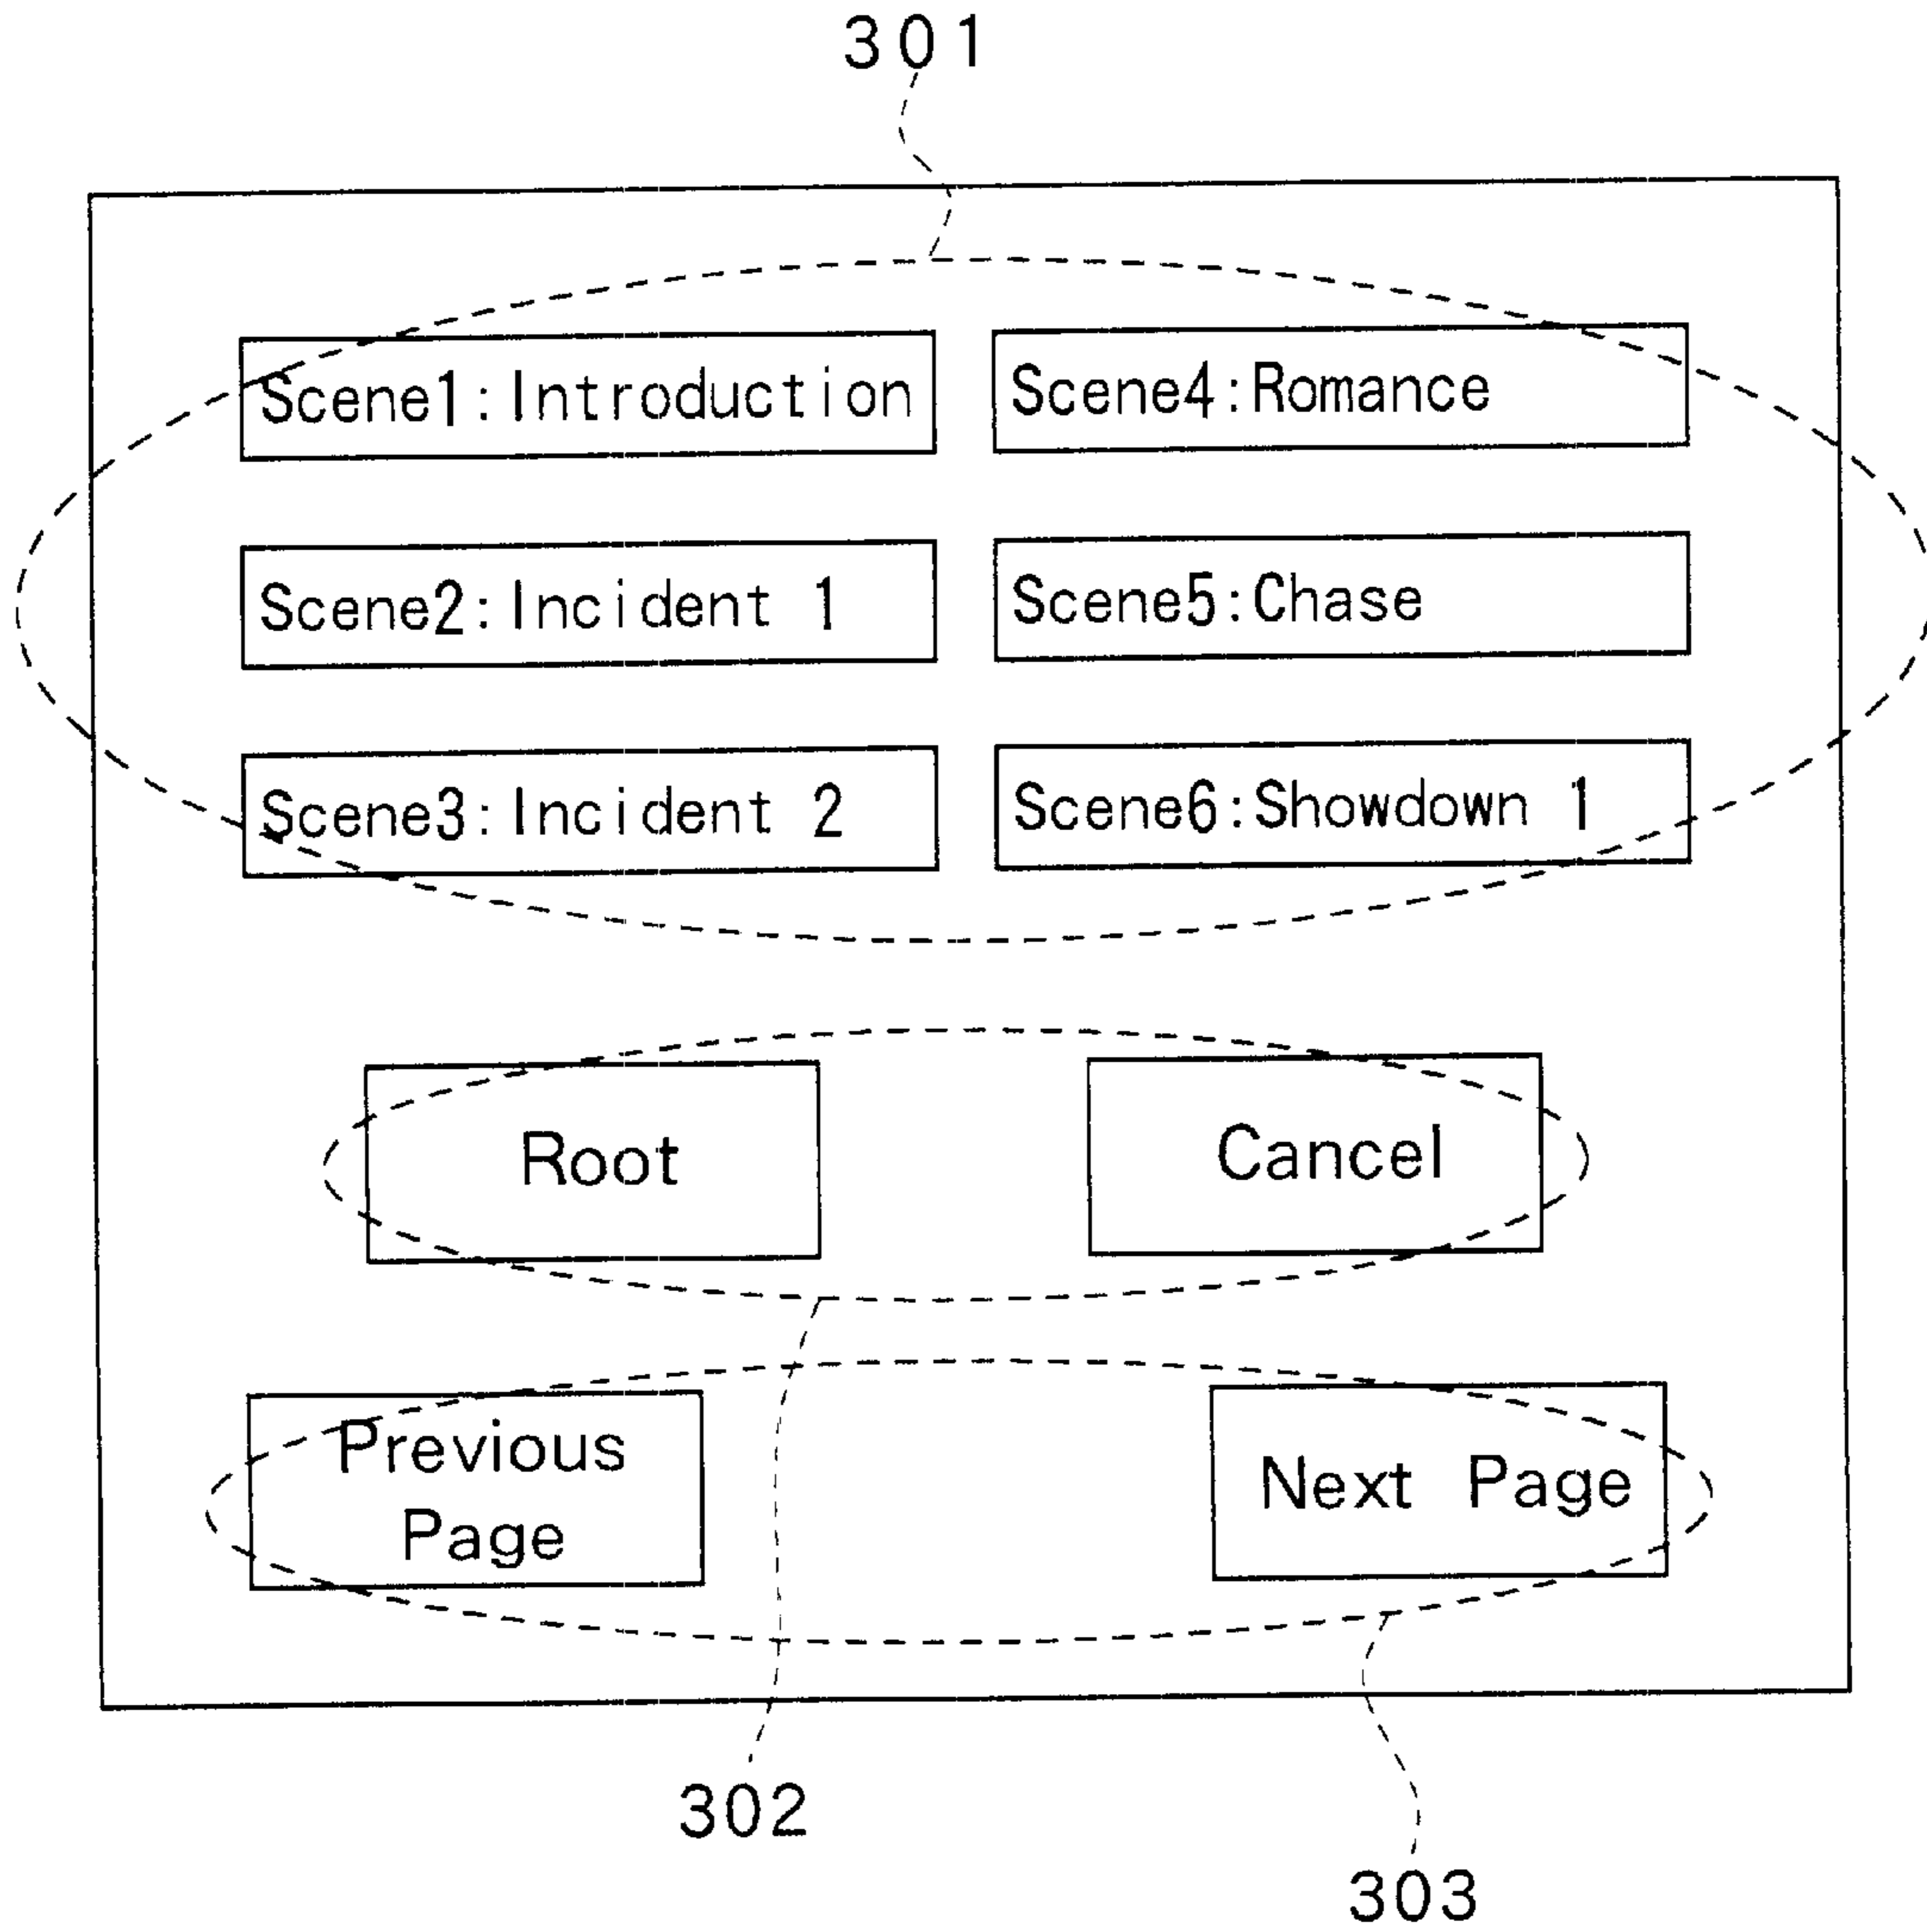 301
Scene1:Introduction
Scene4:Romance
Scene2:Incident 1
Scene5:Chase
Scene3:Incident 2
Scene6:Showdown 1
Root
Cancel
Previous
Page
Next Page
302
303